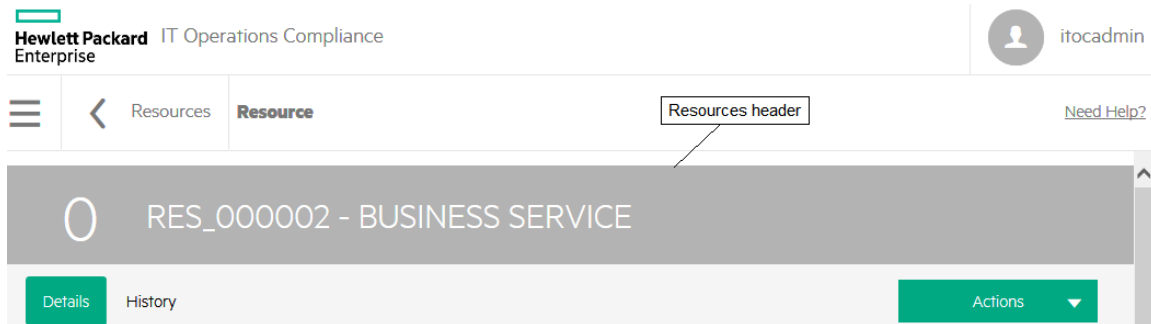 Hewlett Packard
Enterprise
IT Operations Compliance
itocadmin
Resources
Resource
Resources header
Need Help?
0
RES_000002 - BUSINESS SERVICE
Details
History
Actions